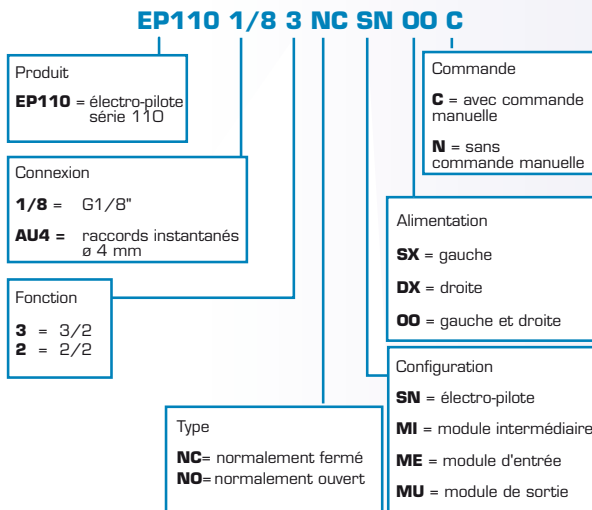 EP110 1/8 3 NC SN 00 C
Produit
EP110 = électro-pilote
série 110
Connexion
1/8 = G1/8"
AU4 = raccords instantanés
ø 4 mm
Fonction
3 = 3/2
2 = 2/2
Type
NC= normalement fermé
NO= normalement ouvert
Commande
C = avec commande
manuelle
N = sans
commande manuelle
Alimentation
SX = gauche
DX = droite
00 = gauche et droite
Configuration
SN = électro-pilote
MI = module intermédiaire
ME = module d'entrée
MU = module de sortie